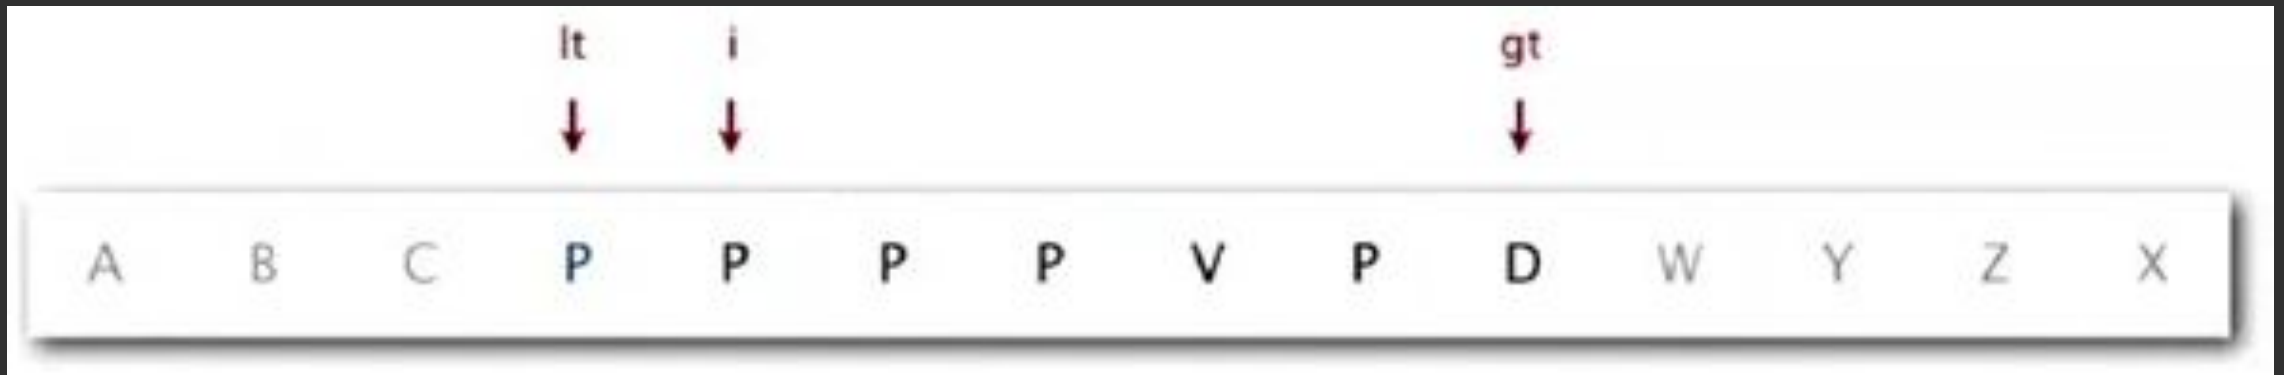 lt i gt
A B C P P P P V P D W Y Z X